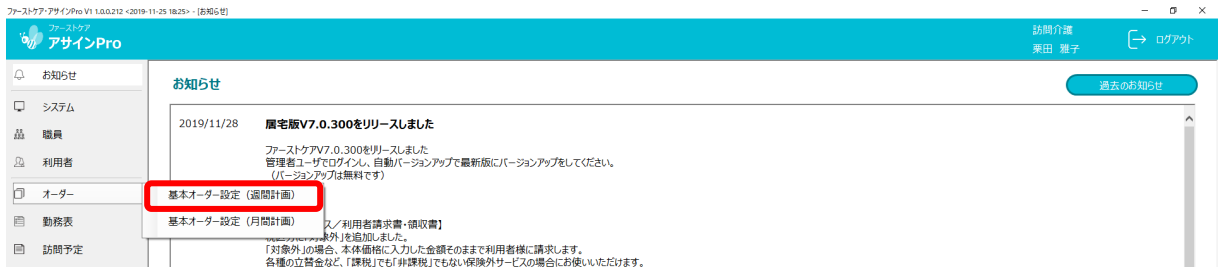 ファーストケア・アサインPro V1 1.0.0.212 <2019-11-25 18:25> - [お知らせ]
ファーストケア
アサインPro
訪問介護
栗田 雅子
ログアウト
お知らせ
システム
職員
利用者
オーダー
勤務表
訪問予定
基本オーダー設定（週間計画）
基本オーダー設定（月間計画）
お知らせ
過去のお知らせ
2019/11/28 居宅版V7.0.300をリリースしました
ファーストケアV7.0.300をリリースしました
管理者ユーザでログインし、自動バージョンアップで最新版にバージョンアップをしてください。
（バージョンアップは無料です）
ス／利用者請求書・領収書】
対象外」を追加しました。
「対象外」の場合、本体価格に入力した金額そのままで利用者様に請求します。
各種の立替金など、「課税」でも「非課税」でもない保険外サービスの場合にお使いいただけます。